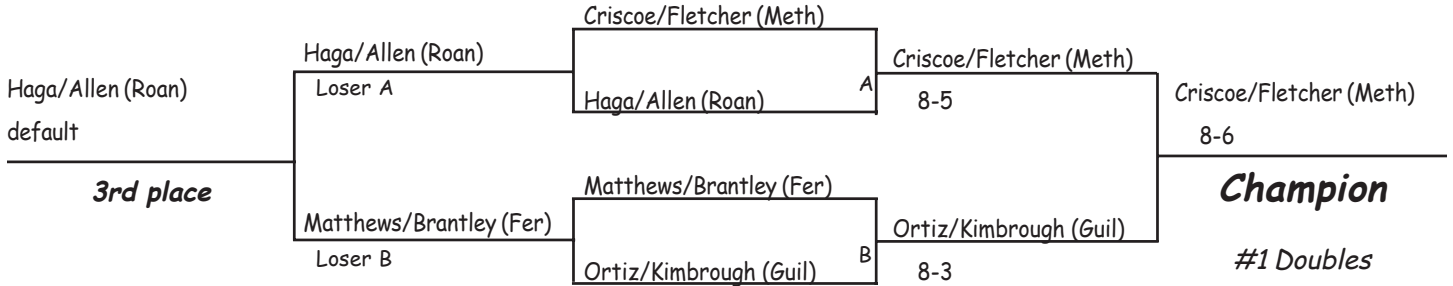 Criscoe/Fletcher (Meth)
Haga/Allen (Roan)
Criscoe/Fletcher (Meth)
Haga/Allen (Roan)
Loser A
A
Haga/Allen (Roan)
8-5
Criscoe/Fletcher (Meth)
default
8-6
3rd place
Matthews/Brantley (Fer)
Champion
Matthews/Brantley (Fer)
Ortiz/Kimbrough (Guil)
Loser B
B
Ortiz/Kimbrough (Guil)
8-3
#1 Doubles